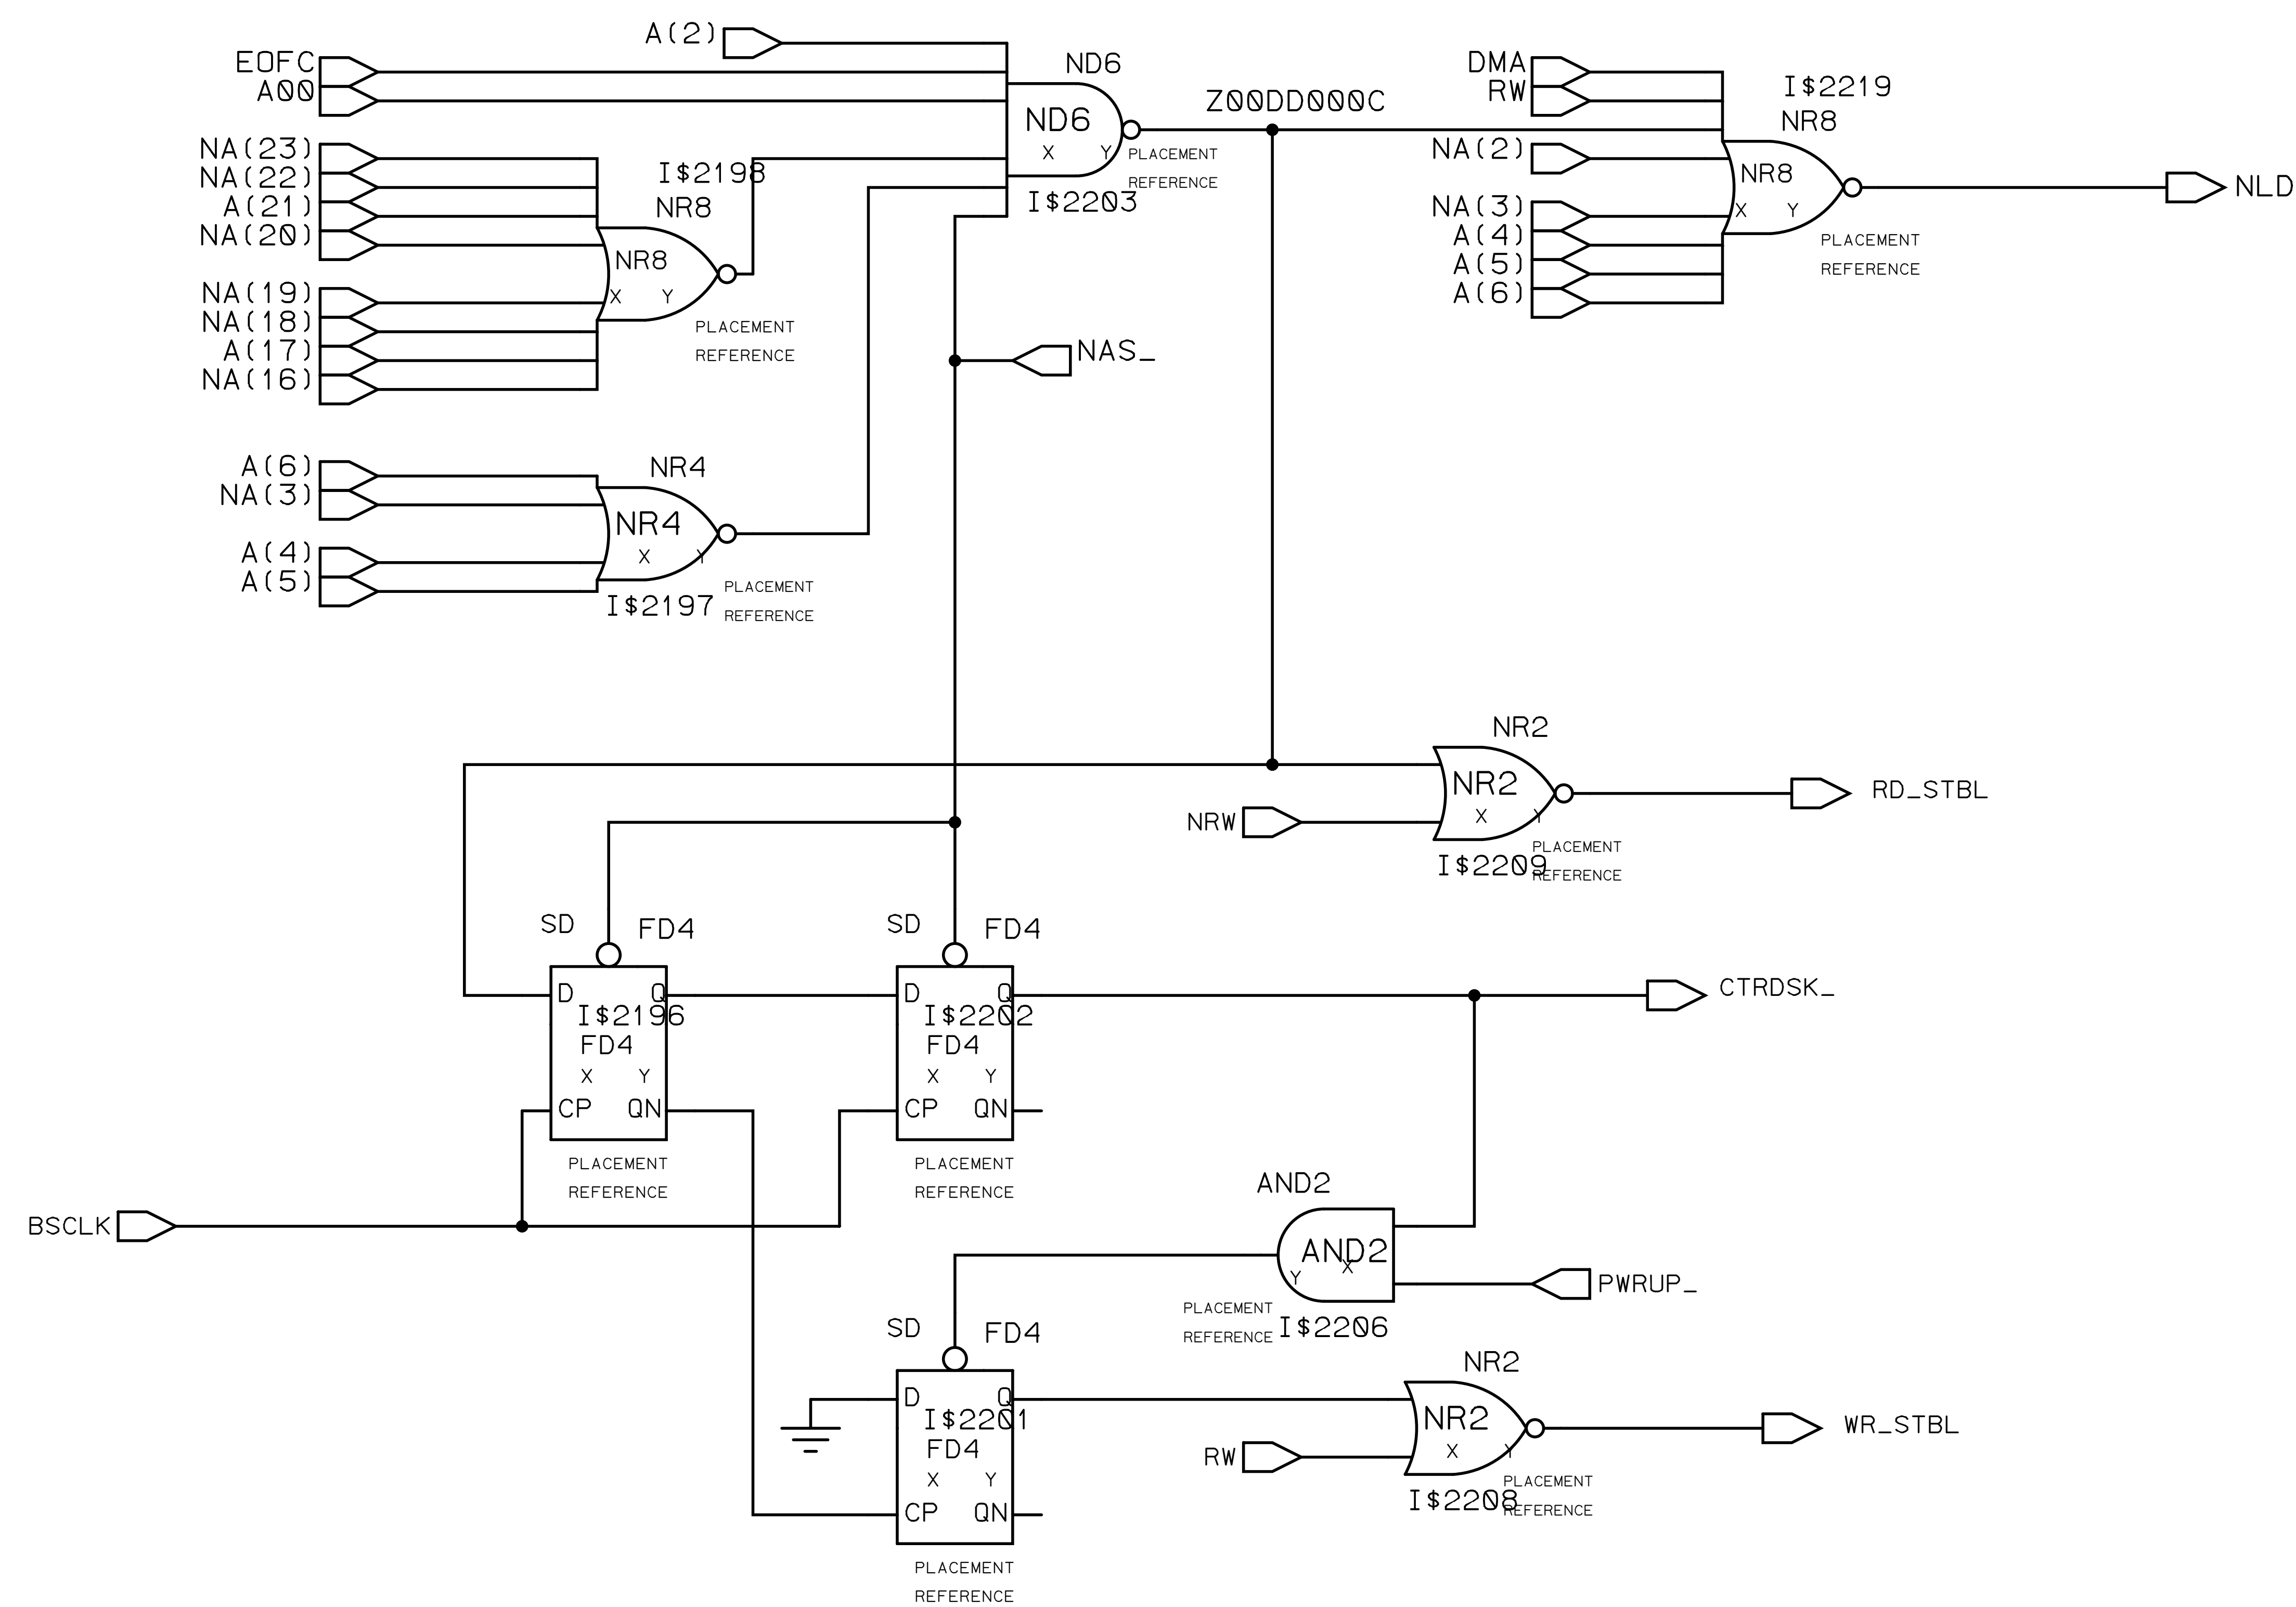 A(2)
EOFC
A00
ND6
ND6
X Y
PLACEMENT
REFERENCE
I$2203
Z00DD000C
DMA
RW
NA(2)
NA(3)
A(4)
A(5)
A(6)
I$2219
NR8
NR8
X Y
PLACEMENT
REFERENCE
NLD
NA(23)
NA(22)
A(21)
NA(20)
NA(19)
NA(18)
A(17)
NA(16)
I$2198
NR8
NR8
X Y
PLACEMENT
REFERENCE
NAS_
A(6)
NA(3)
A(4)
A(5)
NR4
NR4
X Y
I$2197
PLACEMENT
REFERENCE
NR2
NR2
X Y
NRW
I$2209
PLACEMENT
REFERENCE
RD_STBL
SD FD4
D Q
I$2196
FD4
X Y
CP QN
PLACEMENT
REFERENCE
SD FD4
D Q
I$2202
FD4
X Y
CP QN
PLACEMENT
REFERENCE
CTRDSK_
BSCLK
AND2
AND2
Y X
PLACEMENT
REFERENCE
I$2206
PWRUP_
SD FD4
D Q
I$2201
FD4
X Y
CP QN
PLACEMENT
REFERENCE
NR2
NR2
X Y
RW
I$2208
PLACEMENT
REFERENCE
WR_STBL